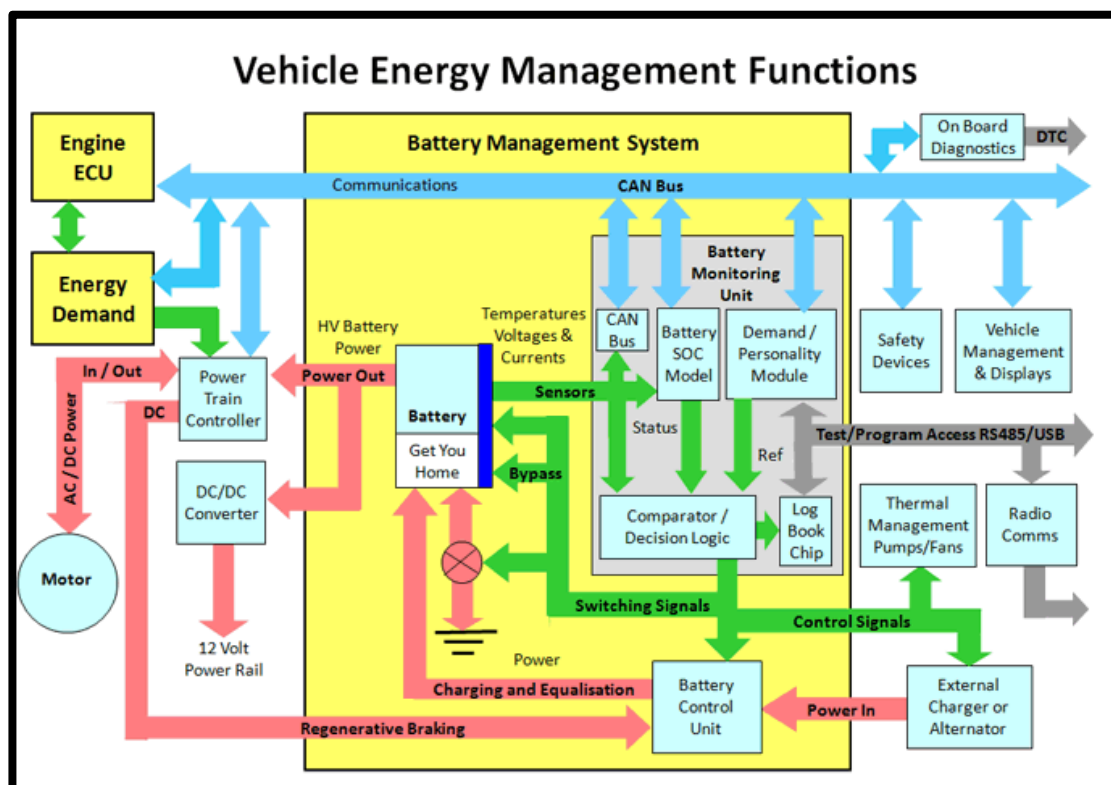 Vehicle Energy Management Functions
Engine
ECU
Battery Management System
On Board
Diagnostics
DTC
Communications
CAN Bus
Energy
Demand
Battery
Monitoring
Unit
HV Battery
Power
Temperatures
Voltages &
Currents
CAN
Bus
Battery
SOC
Model
Demand /
Personality
Module
Safety
Devices
Vehicle
Management
& Displays
In / Out
Power
Train
Controller
Power Out
Battery
Sensors
DC
AC / DC Power
Get You
Home
Status
Ref
Test/Program Access RS485/USB
Bypass
DC/DC
Converter
Comparator /
Decision Logic
Log
Book
Chip
Thermal
Management
Pumps/Fans
Radio
Comms
Motor
Switching Signals
Control Signals
12 Volt
Power Rail
Power
Charging and Equalisation
Battery
Control
Unit
Power In
External
Charger or
Alternator
Regenerative Braking